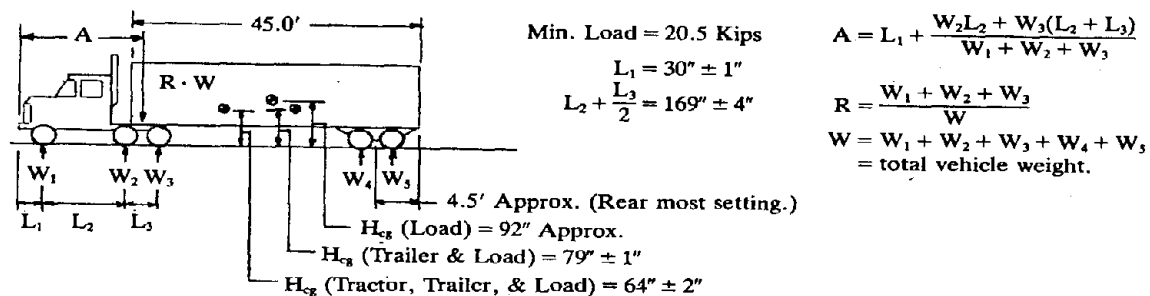 45.0'
A
R · W
W₁
W₂ W₃
W₄ W₅
L₁ L₂ L₃
Min. Load = 20.5 Kips
L₁ = 30" ± 1"
L₂ + L₃/2 = 169" ± 4"
4.5' Approx. (Rear most setting.)
H_cg (Load) = 92" Approx.
H_cg (Trailer & Load) = 79" ± 1"
H_cg (Tractor, Trailer, & Load) = 64" ± 2"
A = L₁ + W₂L₂ + W₃(L₂ + L₃) / W₁ + W₂ + W₃
R = W₁ + W₂ + W₃ / W
W = W₁ + W₂ + W₃ + W₄ + W₅
= total vehicle weight.